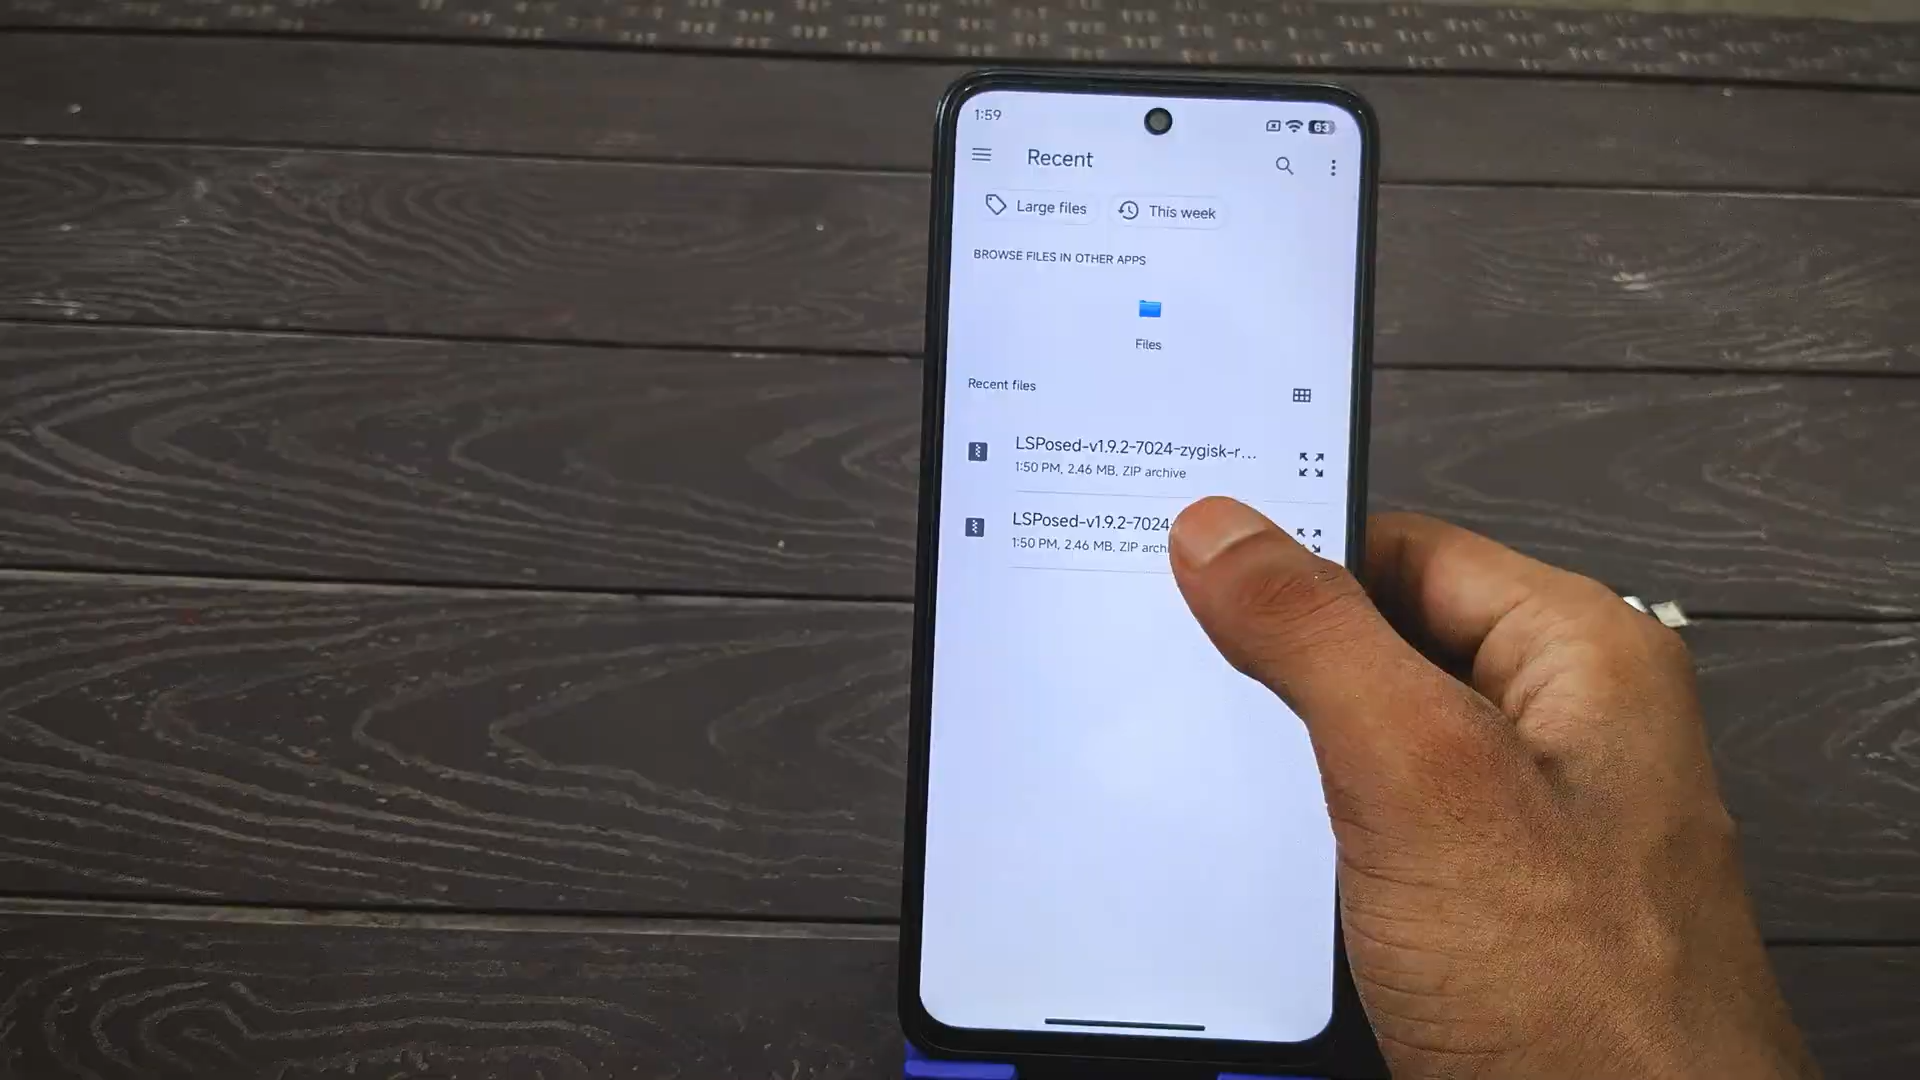 1:59
63
Recent
Large files
This week
BROWSE FILES IN OTHER APPS
Files
Recent files
LSPosed-v1.9.2-7024-zygisk-r...
1:50 PM, 2.46 MB, ZIP archive
LSPosed-v1.9.2-7024-
1:50 PM, 2.46 MB, ZIP archi